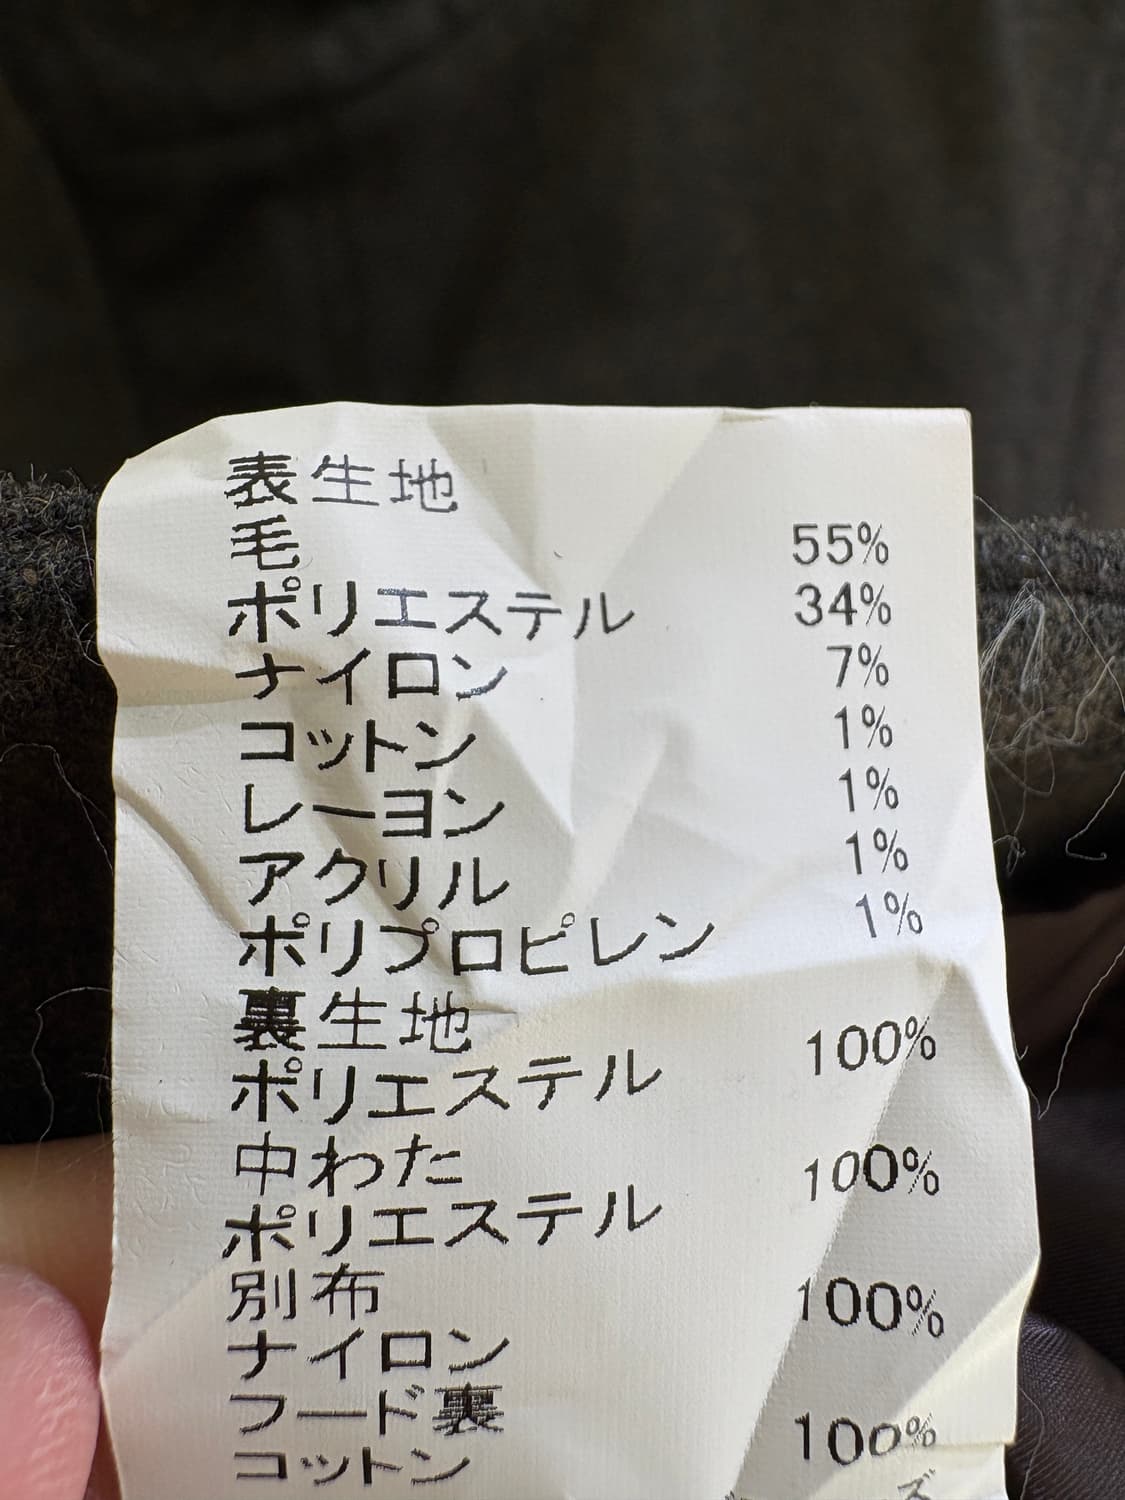 表生地
毛 55%
ポリエステル 34%
ナイロン 7%
コットン 1%
レーヨン 1%
アクリル 1%
ポリプロピレン 1%
裏生地
ポリエステル 100%
中わた
ポリエステル 100%
別布
ナイロン 100%
フード裏
コットン 100%